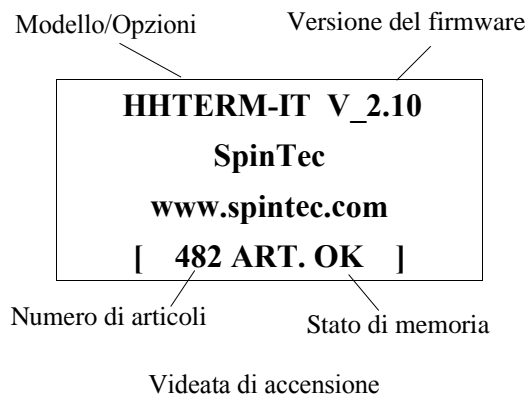 Modello/Opzioni Versione del firmware
HHTERM-IT V_2.10
SpinTec
www.spintec.com
[ 482 ART. OK ]
Numero di articoli Stato di memoria
Videata di accensione